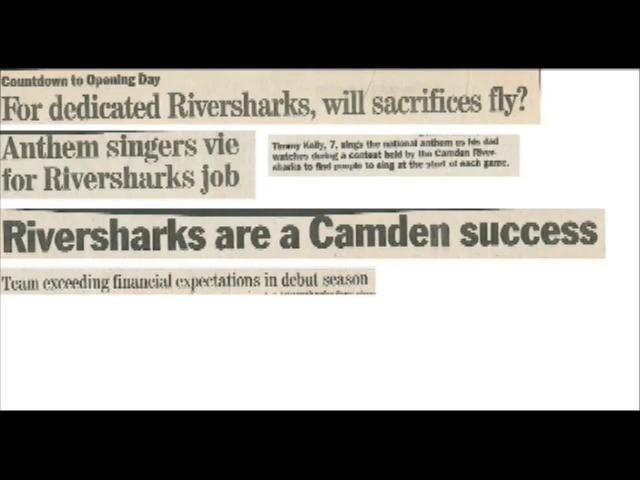 Countdown to Opening Day
For dedicated Riversharks, will sacrifices fly?
Anthem singers vie
for Riversharks job
Timmy Kelly, 7, sings the national anthem as his dad
watches during a contest held by the Camden River-
sharks to find people to sing at the start of each game.
Riversharks are a Camden success
Team exceeding financial expectations in debut season